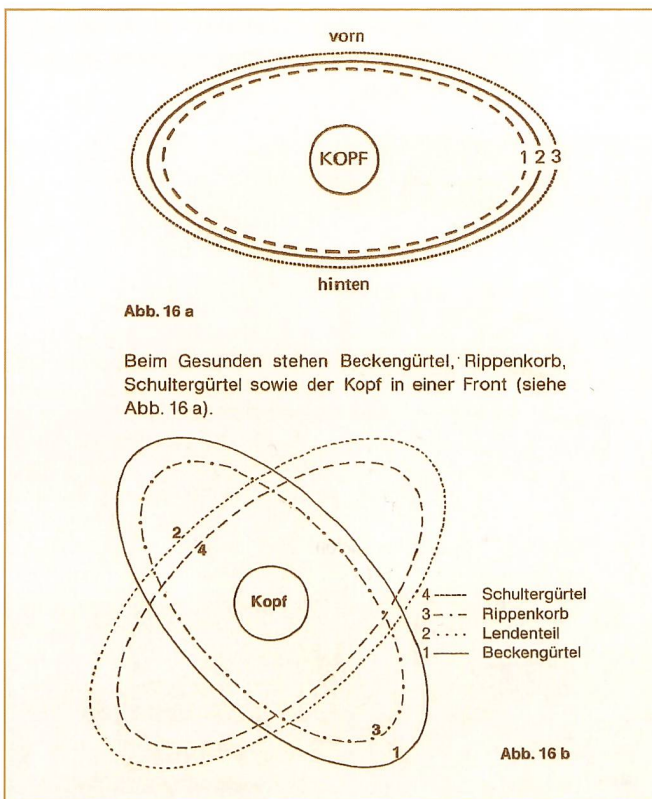 vorn
KOPF
1 2 3
hinten
Abb. 16 a
Beim Gesunden stehen Beckengürtel, Rippenkorb,
Schultergürtel sowie der Kopf in einer Front (siehe
Abb. 16 a).
2
4
Kopf
4 Schultergürtel
3 Rippenkorb
2 Lendenteil
1 Beckengürtel
3
1
Abb. 16 b